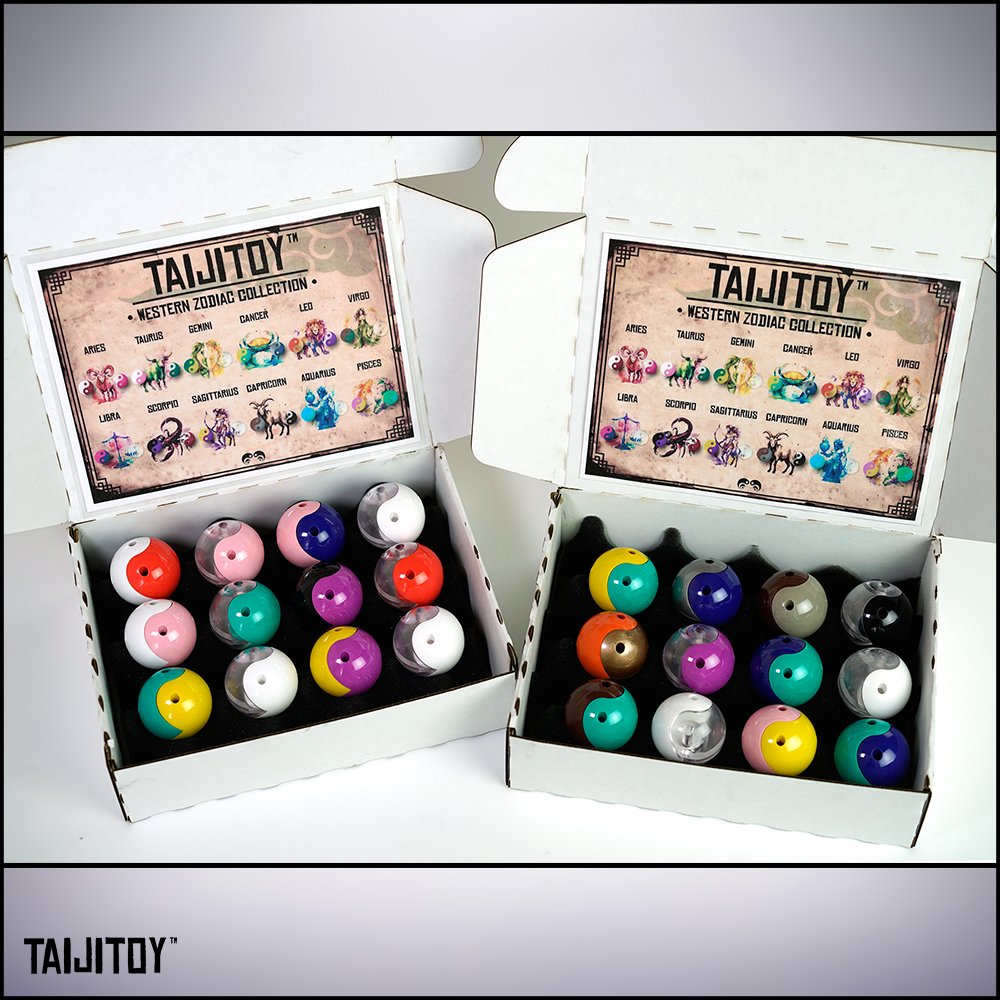 TAIJITOY™
• WESTERN ZODIAC COLLECTION •
ARIES TAURUS GEMINI CANCER LEO VIRGO
LIBRA SCORPIO SAGITTARIUS CAPRICORN AQUARIUS PISCES
TAIJITOY™
• WESTERN ZODIAC COLLECTION •
ARIES TAURUS GEMINI CANCER LEO VIRGO
LIBRA SCORPIO SAGITTARIUS CAPRICORN AQUARIUS PISCES
TAIJITOY™